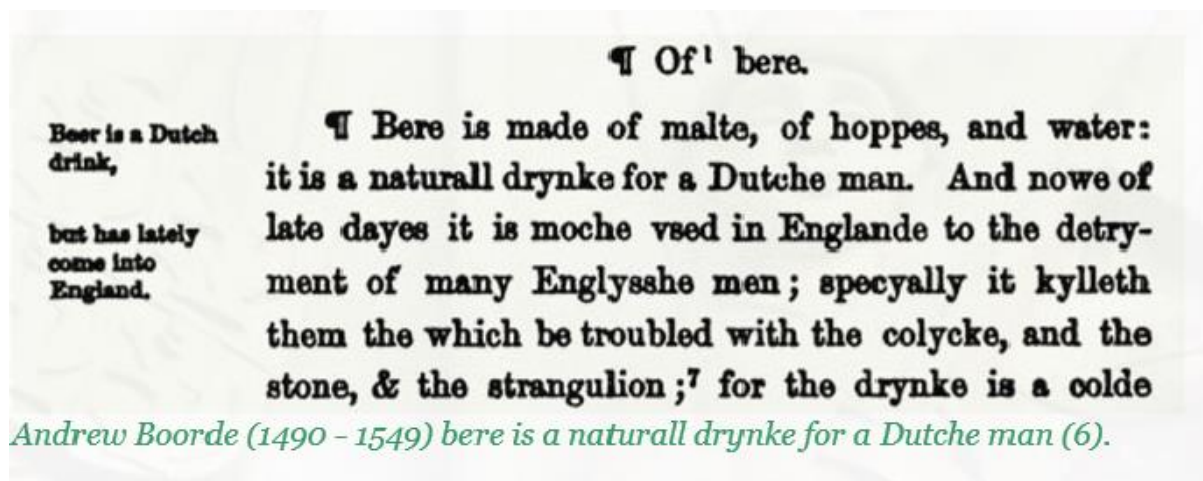 ¶ Of¹ bere.
Beer is a Dutch
drink,
but has lately
come into
England.
¶ Bere is made of malte, of hoppes, and water:
it is a naturall drynke for a Dutche man. And nowe of
late dayes it is moche vsed in Englande to the detry-
ment of many Englysshe men; specyally it kylleth
them the which be troubled with the colycke, and the
stone, & the strangulion;⁷ for the drynke is a colde
Andrew Boorde (1490 - 1549) bere is a naturall drynke for a Dutche man (6).